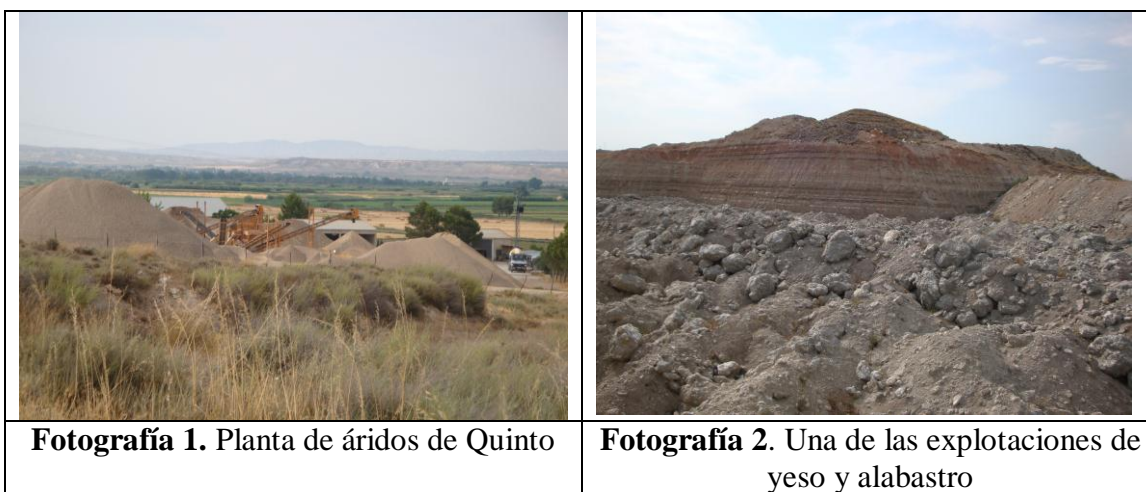 Fotografía 1. Planta de áridos de Quinto
Fotografía 2. Una de las explotaciones de
yeso y alabastro